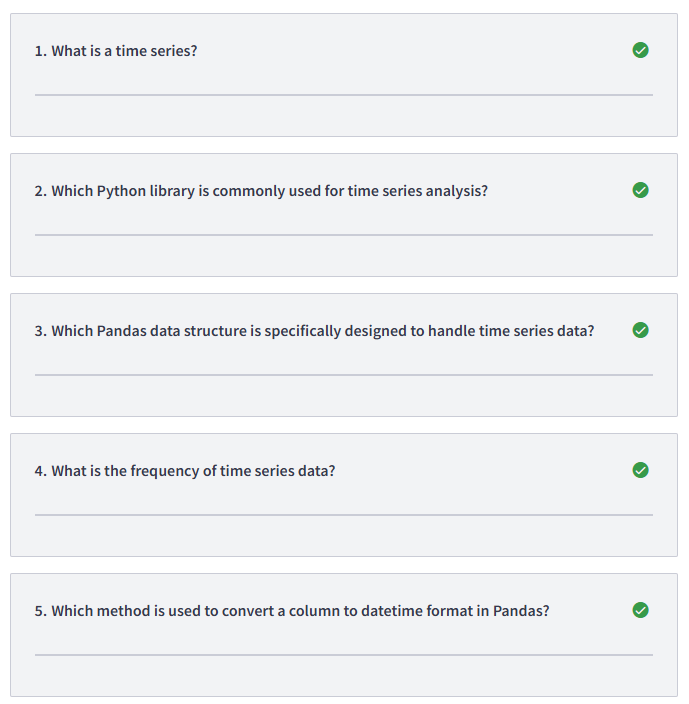 1. What is a time series?
2. Which Python library is commonly used for time series analysis?
3. Which Pandas data structure is specifically designed to handle time series data?
4. What is the frequency of time series data?
5. Which method is used to convert a column to datetime format in Pandas?